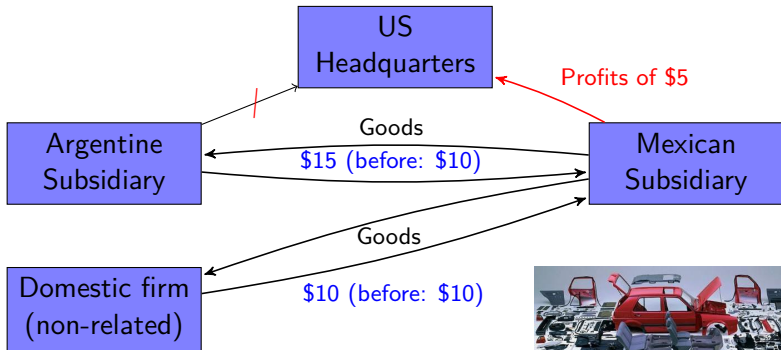 US
Headquarters
Profits of $5
Argentine
Subsidiary
Goods
$15 (before: $10)
Mexican
Subsidiary
Goods
Domestic firm
(non-related)
$10 (before: $10)